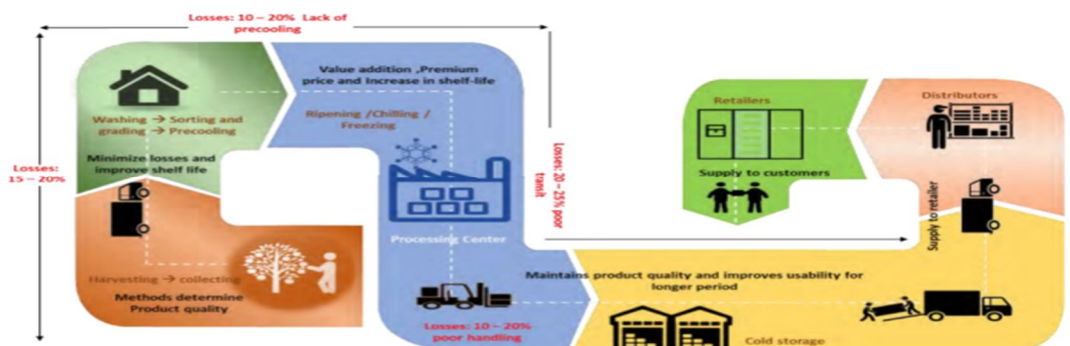 Losses: 10 – 20% Lack of
precooling
Washing → Sorting and
grading → Precooling
Minimize losses and
improve shelf life
Losses:
15 – 20%
Harvesting → collecting
Methods determine
Product quality
Value addition ,Premium
price and Increase in shelf-life
Ripening /Chilling /
Freezing
Processing Center
Losses: 10 – 20%
poor handling
Losses: 20 – 25% poor
transit
Maintains product quality and improves usability for
longer period
Cold storage
Supply to retailer
Distributors
Retailers
Supply to customers